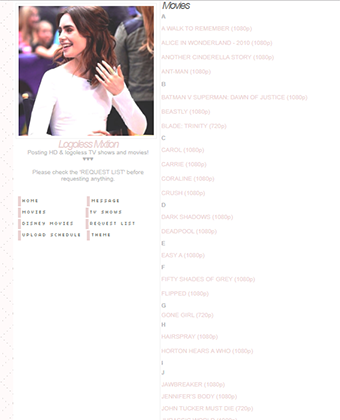 Logoless Motion
Posting HD & logoless TV shows and movies!
♥♥♥
Please check the 'REQUEST LIST' before
requesting anything.
HOME
MESSAGE
MOVIES
TV SHOWS
DISNEY MOVIES
REQUEST LIST
UPLOAD SCHEDULE
THEME
Movies
A
A WALK TO REMEMBER (1080p)
ALICE IN WONDERLAND - 2010 (1080p)
ANOTHER CINDERELLA STORY (1080p)
ANT-MAN (1080p)
B
BATMAN V SUPERMAN: DAWN OF JUSTICE (1080p)
BEASTLY (1080p)
BLADE: TRINITY (720p)
C
CAROL (1080p)
CARRIE (1080p)
CORALINE (1080p)
CRUSH (1080p)
D
DARK SHADOWS (1080p)
DEADPOOL (1080p)
E
EASY A (1080p)
F
FIFTY SHADES OF GREY (1080p)
FLIPPED (1080p)
G
GONE GIRL (720p)
H
HAIRSPRAY (1080p)
HORTON HEARS A WHO (1080p)
I
J
JAWBREAKER (1080p)
JENNIFER'S BODY (1080p)
JOHN TUCKER MUST DIE (720p)